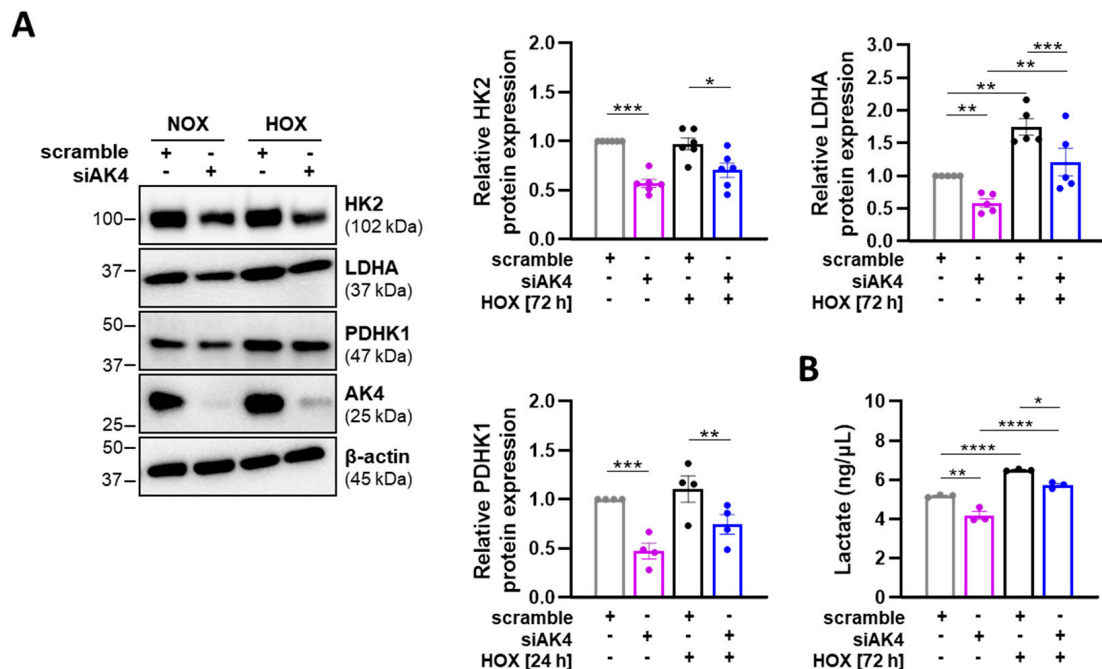 A
NOX HOX
scramble + - + -
siAK4 - + - +
100 HK2
(102 kDa)
37 LDHA
(37 kDa)
50
37 PDHK1
(47 kDa)
25 AK4
(25 kDa)
50
37 β-actin
(45 kDa)
Relative HK2
protein expression
2.0
1.5
1.0
0.5
0.0
***
*
scramble + - + -
siAK4 - + - +
HOX [72 h] - - + +
Relative LDHA
protein expression
3.0
2.5
2.0
1.5
1.0
0.5
0.0
***
**
**
**
scramble + - + -
siAK4 - + - +
HOX [72 h] - - + +
Relative PDHK1
protein expression
2.0
1.5
1.0
0.5
0.0
***
**
scramble + - + -
siAK4 - + - +
HOX [24 h] - - + +
B
Lactate (ng/μL)
10
8
6
4
2
0
*
****
****
**
scramble + - + -
siAK4 - + - +
HOX [72 h] - - + +